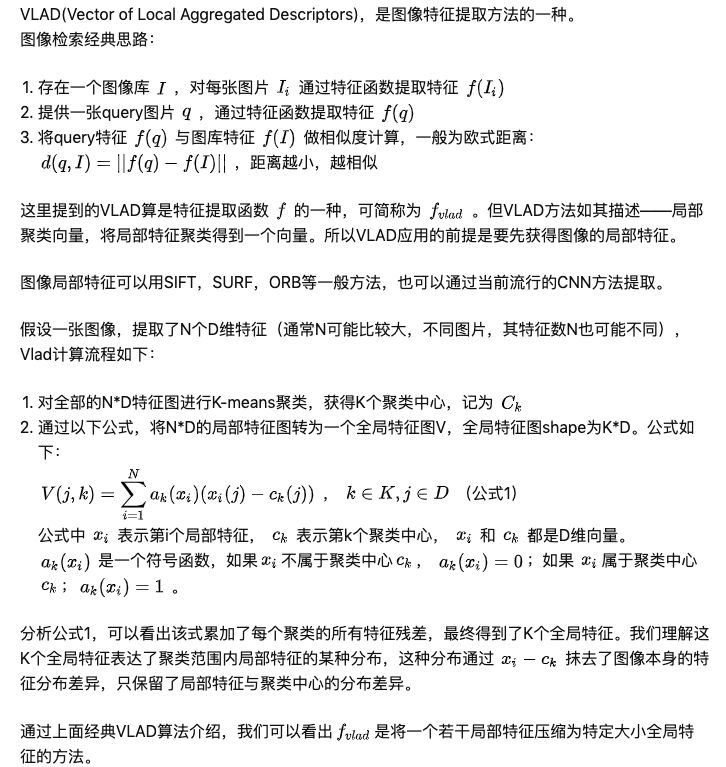 VLAD(Vector of Local Aggregated Descriptors)，是图像特征提取方法的一种。
图像检索经典思路：
1. 存在一个图像库 I ，对每张图片 I_i 通过特征函数提取特征 f(I_i)
2. 提供一张query图片 q ，通过特征函数提取特征 f(q)
3. 将query特征 f(q) 与图库特征 f(I) 做相似度计算，一般为欧式距离：
d(q, I) = ||f(q) − f(I)|| ，距离越小，越相似
这里提到的VLAD算是特征提取函数 f 的一种，可简称为 f_{vlad} 。但VLAD方法如其描述——局部
聚类向量，将局部特征聚类得到一个向量。所以VLAD应用的前提是要先获得图像的局部特征。
图像局部特征可以用SIFT，SURF，ORB等一般方法，也可以通过当前流行的CNN方法提取。
假设一张图像，提取了N个D维特征（通常N可能比较大，不同图片，其特征数N也可能不同），
Vlad计算流程如下：
1. 对全部的N*D特征图进行K-means聚类，获得K个聚类中心，记为 C_k
2. 通过以下公式，将N*D的局部特征图转为一个全局特征图V，全局特征图shape为K*D。公式如
下：
V(j, k) = \sum_{i=1}^{N} a_k(x_i)(x_i(j) − c_k(j)) ， k ∈ K, j ∈ D （公式1）
公式中 x_i 表示第i个局部特征， c_k 表示第k个聚类中心， x_i 和 c_k 都是D维向量。
a_k(x_i) 是一个符号函数，如果 x_i 不属于聚类中心 c_k ， a_k(x_i) = 0；如果 x_i 属于聚类中心
c_k ； a_k(x_i) = 1 。
分析公式1，可以看出该式累加了每个聚类的所有特征残差，最终得到了K个全局特征。我们理解这
K个全局特征表达了聚类范围内局部特征的某种分布，这种分布通过 x_i − c_k 抹去了图像本身的特
征分布差异，只保留了局部特征与聚类中心的分布差异。
通过上面经典VLAD算法介绍，我们可以看出 f_{vlad} 是将一个若干局部特征压缩为特定大小全局特
征的方法。